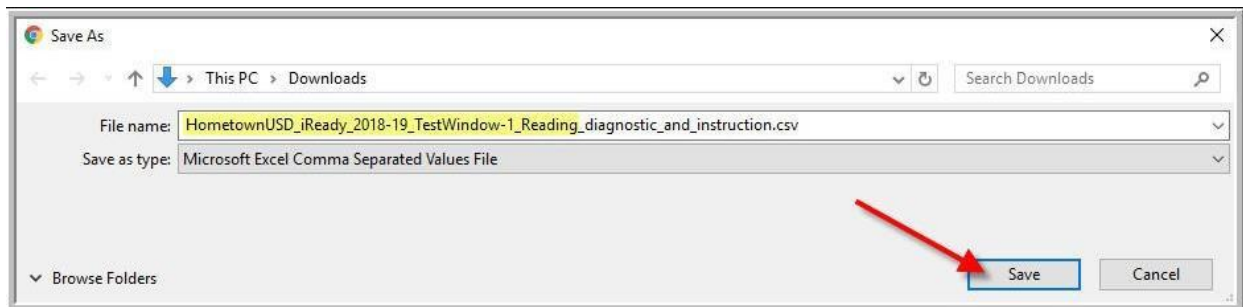 Save As
This PC > Downloads
Search Downloads
File name: HometownUSD_iReady_2018-19_TestWindow-1_Reading_diagnostic_and_instruction.csv
Save as type: Microsoft Excel Comma Separated Values File
Browse Folders
Save
Cancel